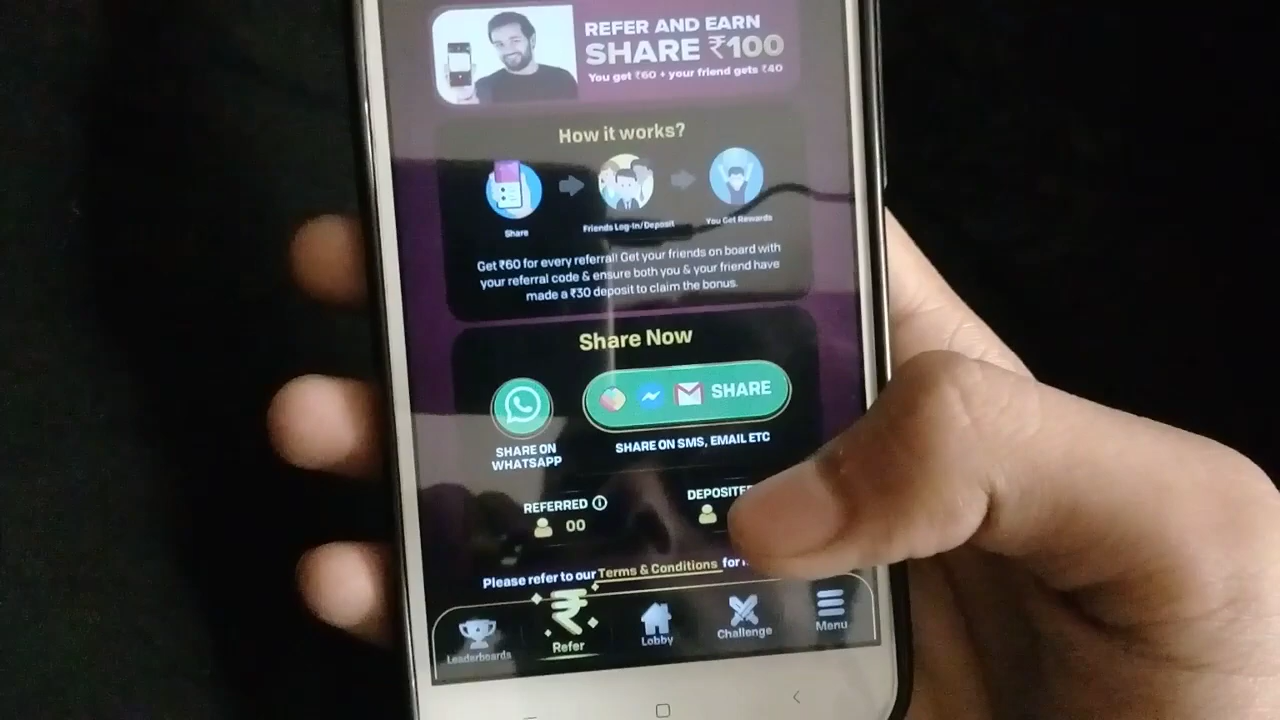 REFER AND EARN
SHARE ₹100
You get ₹60 + your friend gets ₹40
How it works?
Share
Friends Log-In/Deposit
You Get Rewards
Get ₹60 for every referral! Get your friends on board with
your referral code & ensure both you & your friend have
made a ₹30 deposit to claim the bonus.
Share Now
SHARE
SHARE ON
WHATSAPP
SHARE ON SMS, EMAIL ETC
REFERRED
00
Please refer to our Terms & Conditions for
Leaderboards
Refer
Lobby
Challenge
Menu